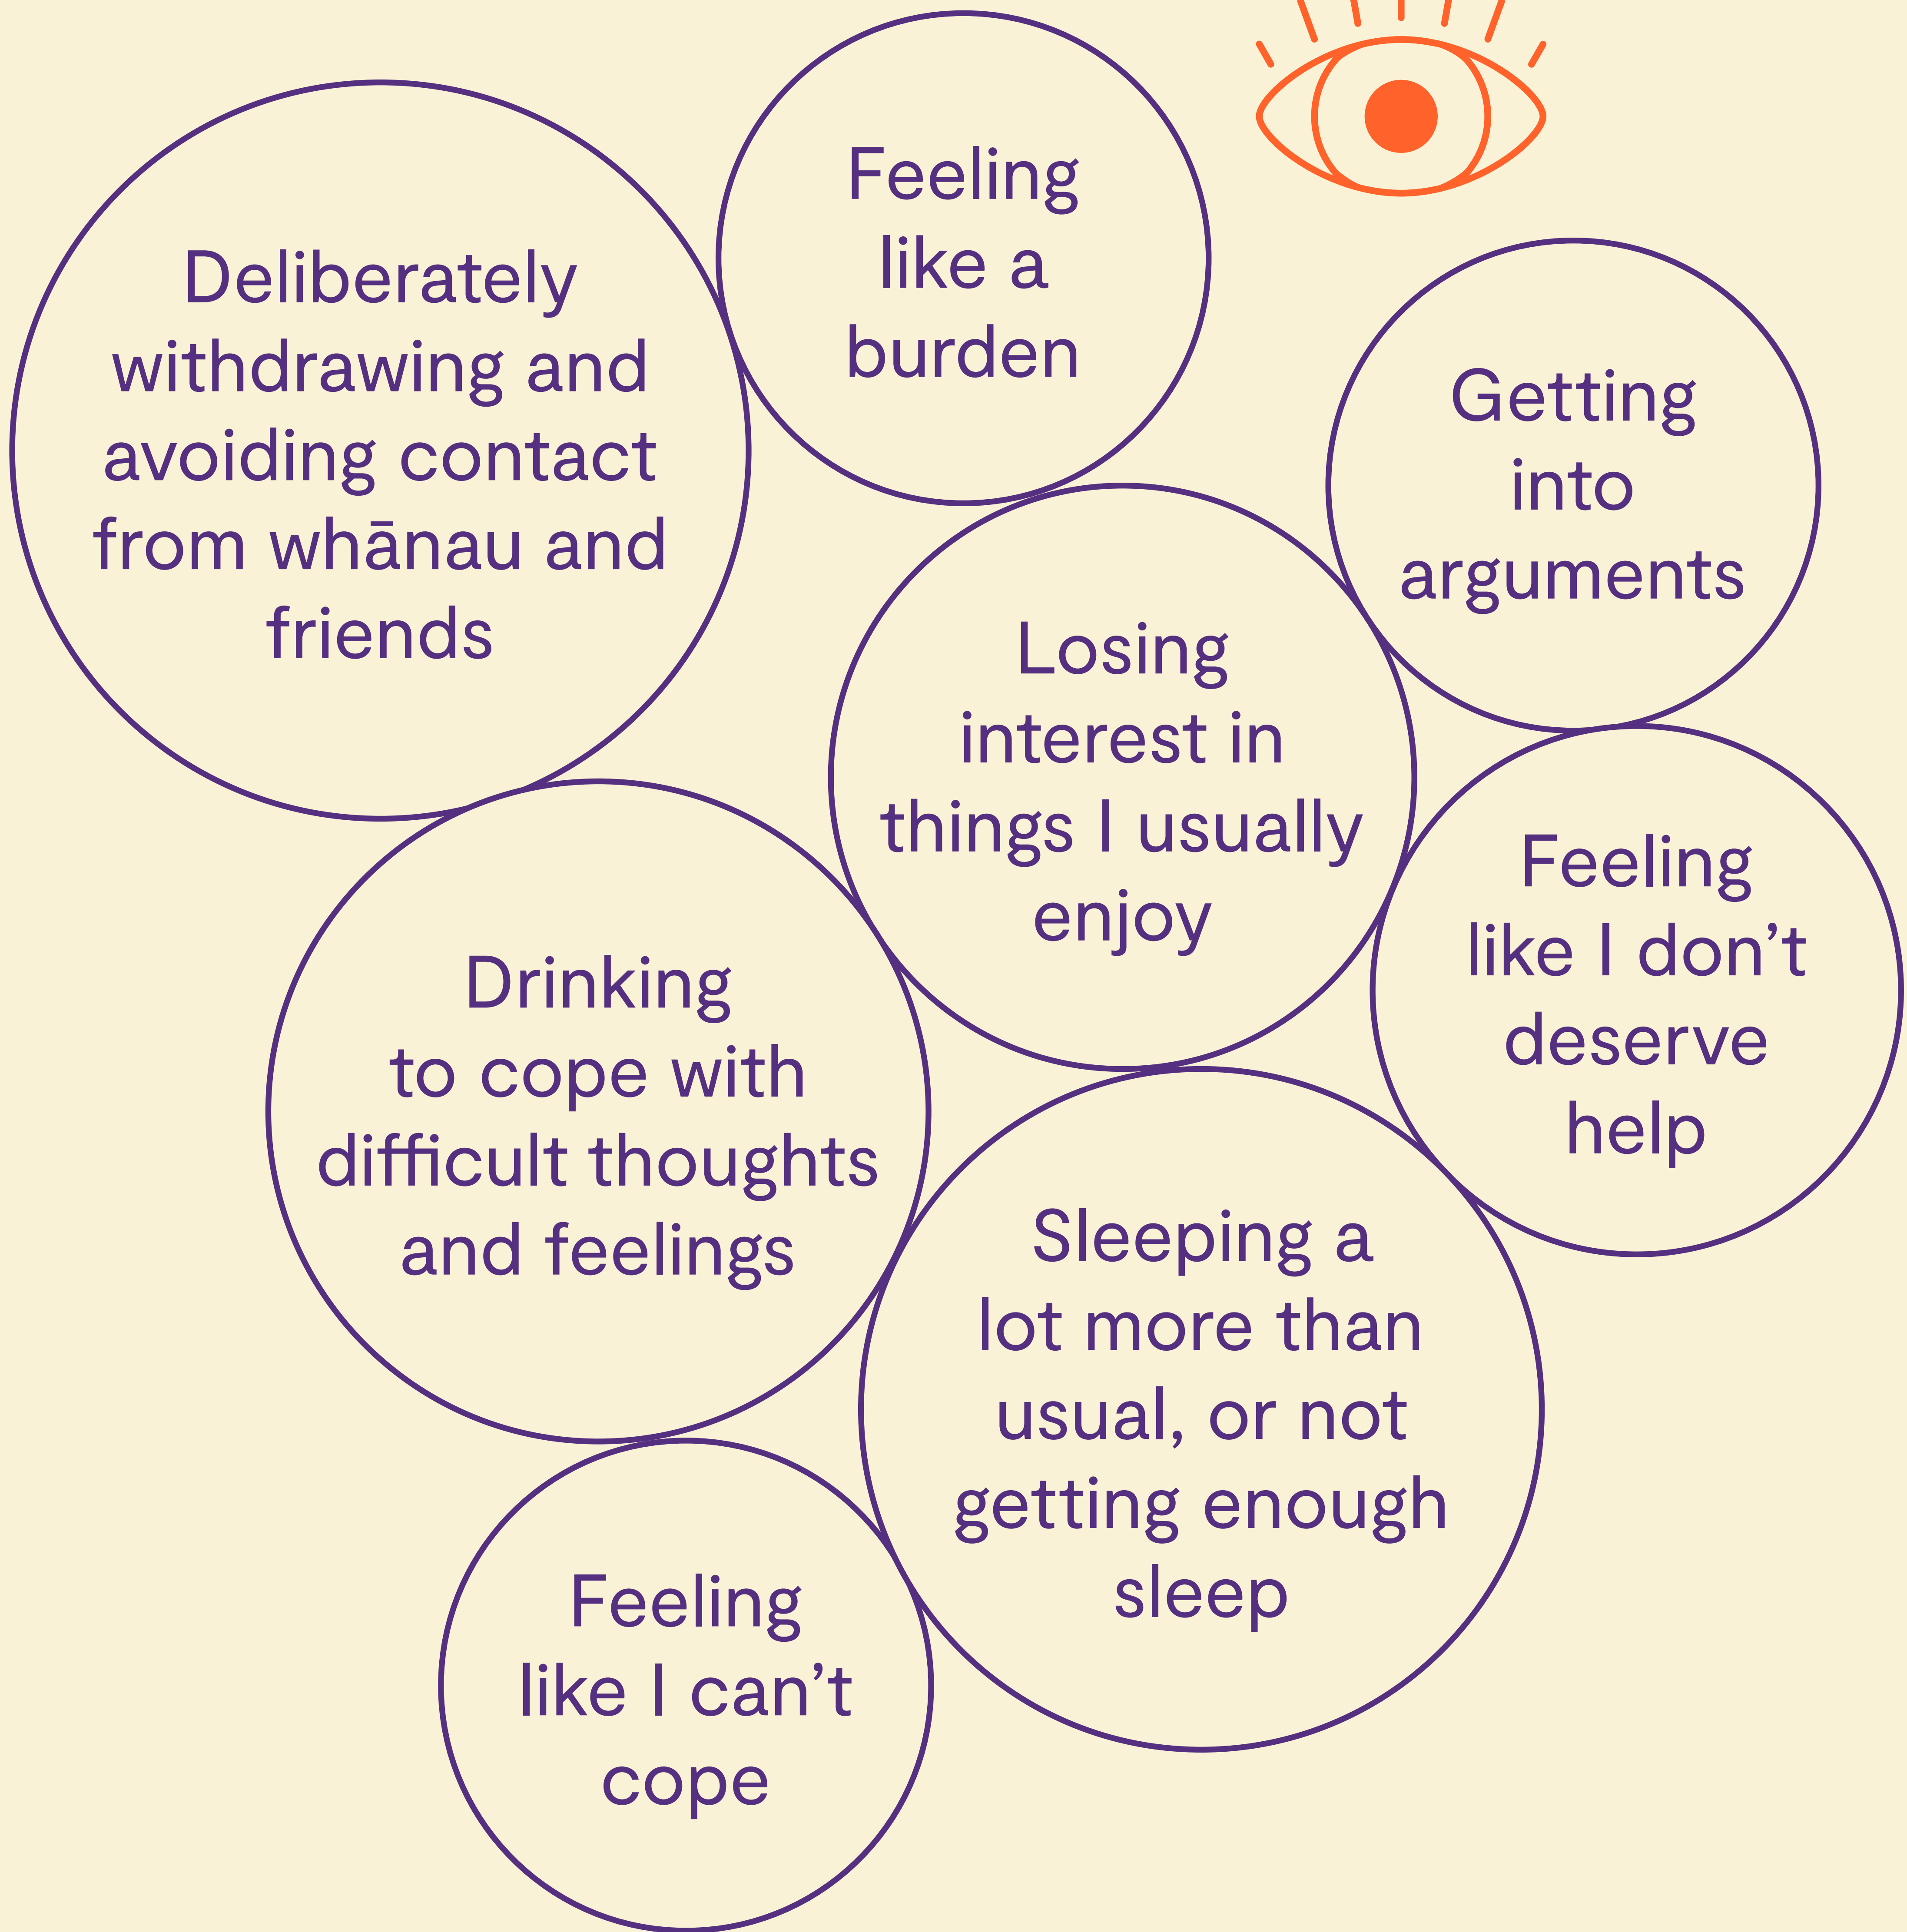 Feeling
like a
burden
Deliberately
withdrawing and
avoiding contact
from whānau and
friends
Getting
into
arguments
Losing
interest in
things I usually
enjoy
Feeling
like I don’t
deserve
help
Drinking
to cope with
difficult thoughts
and feelings
Sleeping a
lot more than
usual, or not
getting enough
sleep
Feeling
like I can’t
cope